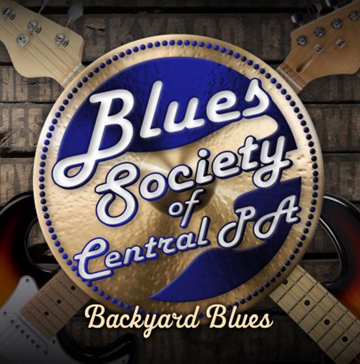 Blues
Society
of
Central PA
Backyard Blues